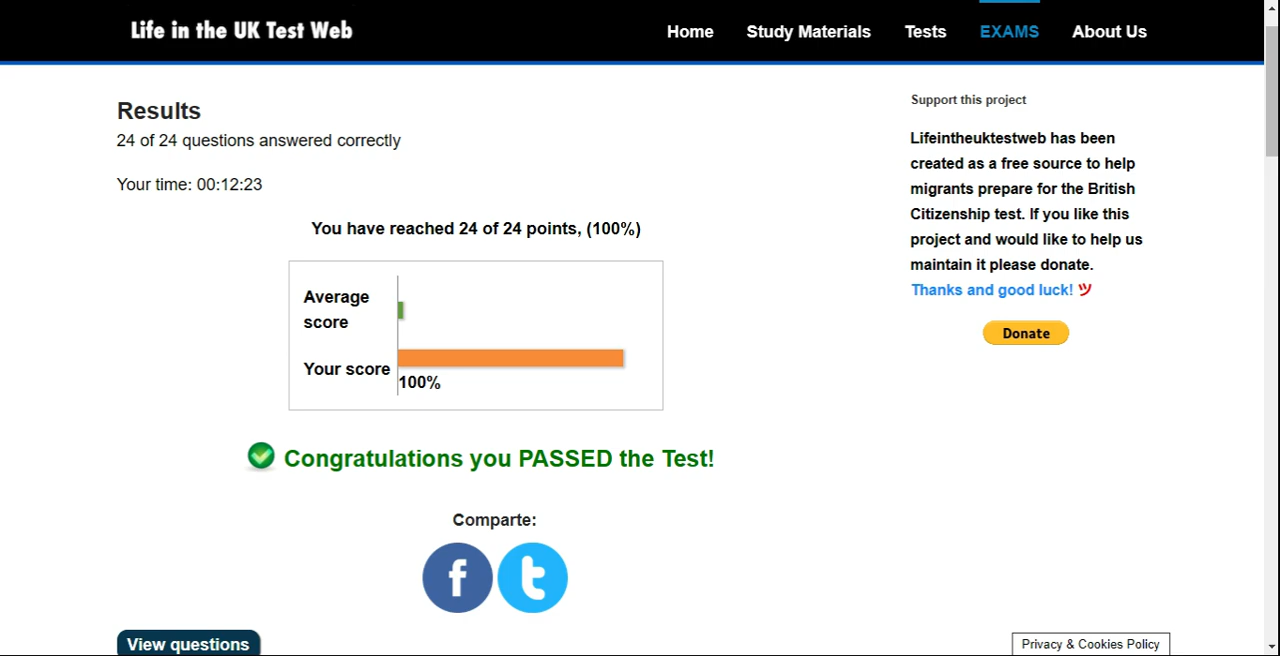 Life in the UK Test Web
Home
Study Materials
Tests
EXAMS
About Us
Results
24 of 24 questions answered correctly
Your time: 00:12:23
You have reached 24 of 24 points, (100%)
Average
score
Your score
100%
Congratulations you PASSED the Test!
Comparte:
f
t
View questions
Support this project
Lifeintheuktestweb has been
created as a free source to help
migrants prepare for the British
Citizenship test. If you like this
project and would like to help us
maintain it please donate.
Thanks and good luck! ツ
Donate
Privacy & Cookies Policy